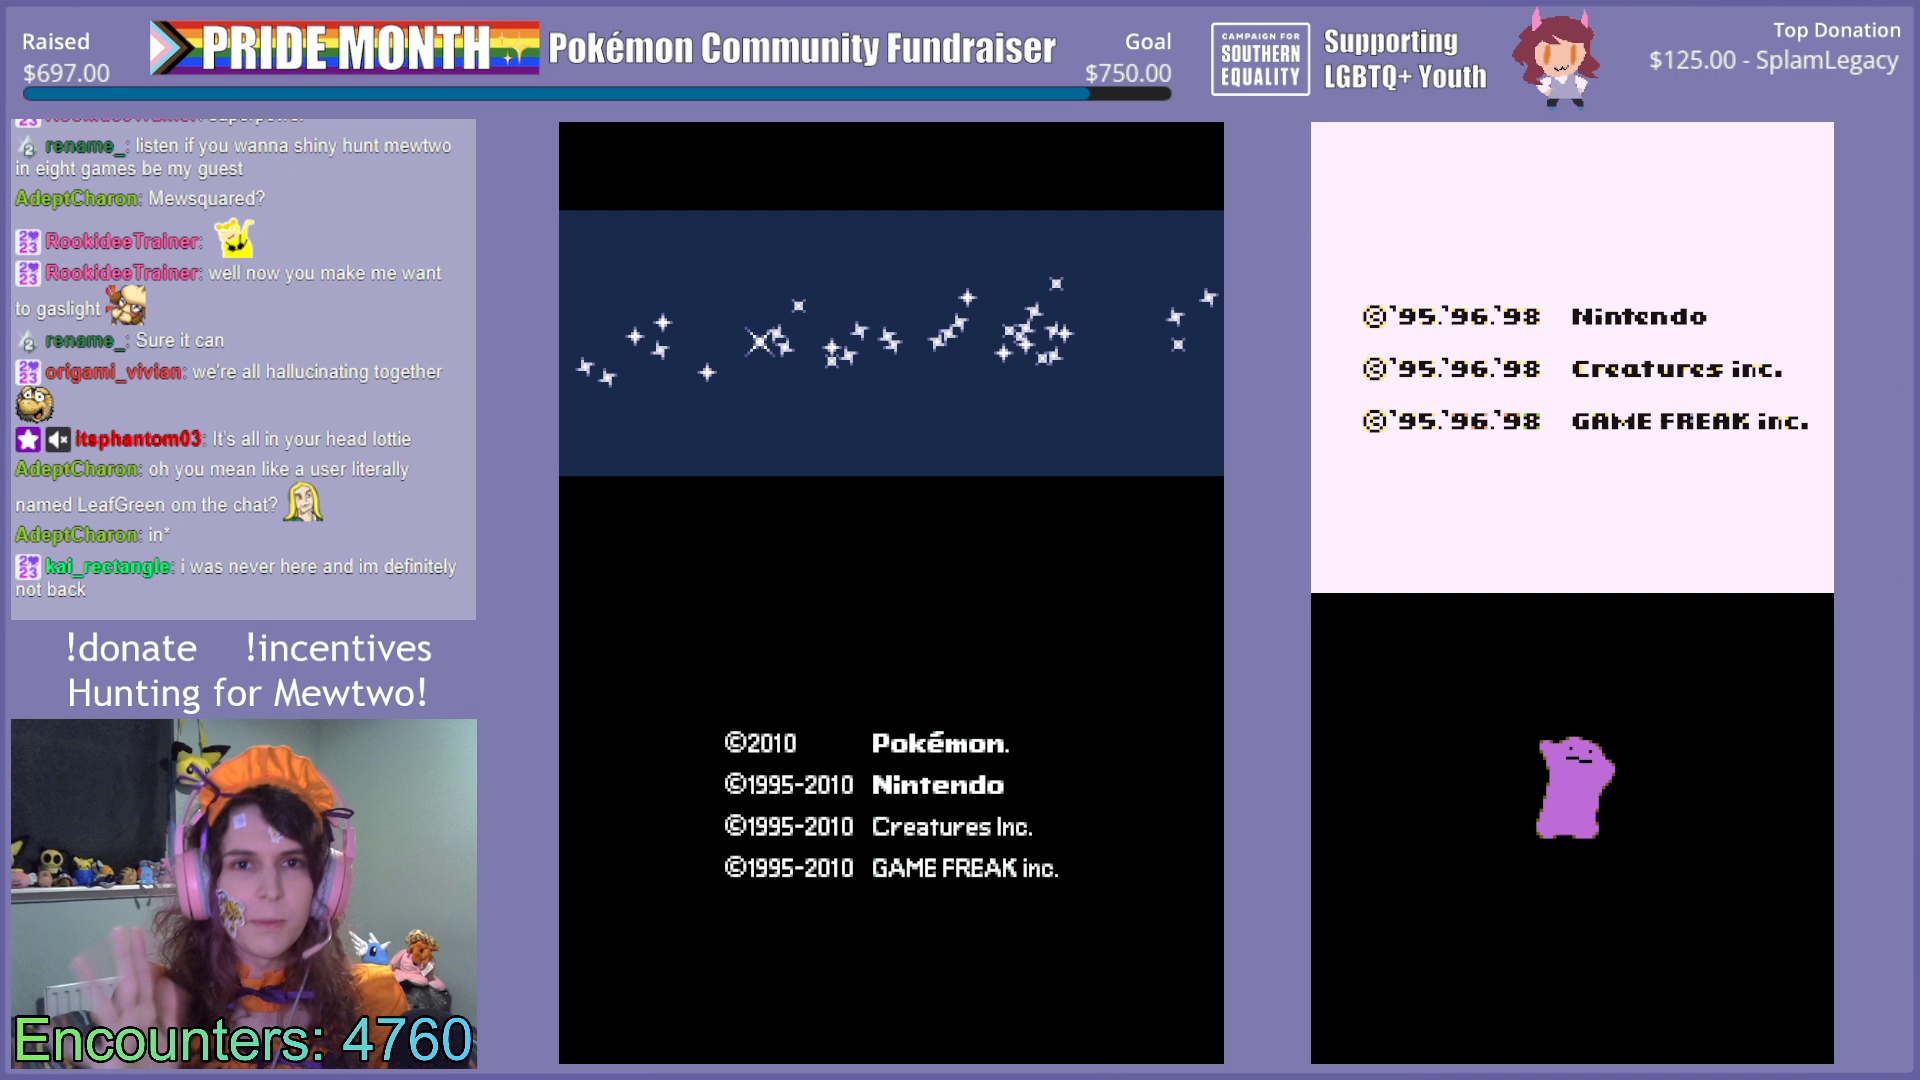 Raised
$697.00
PRIDE MONTH Pokémon Community Fundraiser
Goal
$750.00
CAMPAIGN FOR
SOUTHERN
EQUALITY
Supporting
LGBTQ+ Youth
Top Donation
$125.00 - SplamLegacy
rename_: listen if you wanna shiny hunt mewtwo
in eight games be my guest
AdeptCharon: Mewsquared?
RookideeTrainer:
RookideeTrainer: well now you make me want
to gaslight
rename_: Sure it can
origami_vivian: we're all hallucinating together
itsphantom03: It's all in your head lottie
AdeptCharon: oh you mean like a user literally
named LeafGreen om the chat?
AdeptCharon: in*
kai_rectangle: i was never here and im definitely
not back
!donate !incentives
Hunting for Mewtwo!
Encounters: 4760
©2010 Pokémon.
©1995-2010 Nintendo
©1995-2010 Creatures Inc.
©1995-2010 GAME FREAK inc.
©'95.'96.'98 Nintendo
©'95.'96.'98 Creatures inc.
©'95.'96.'98 GAME FREAK inc.